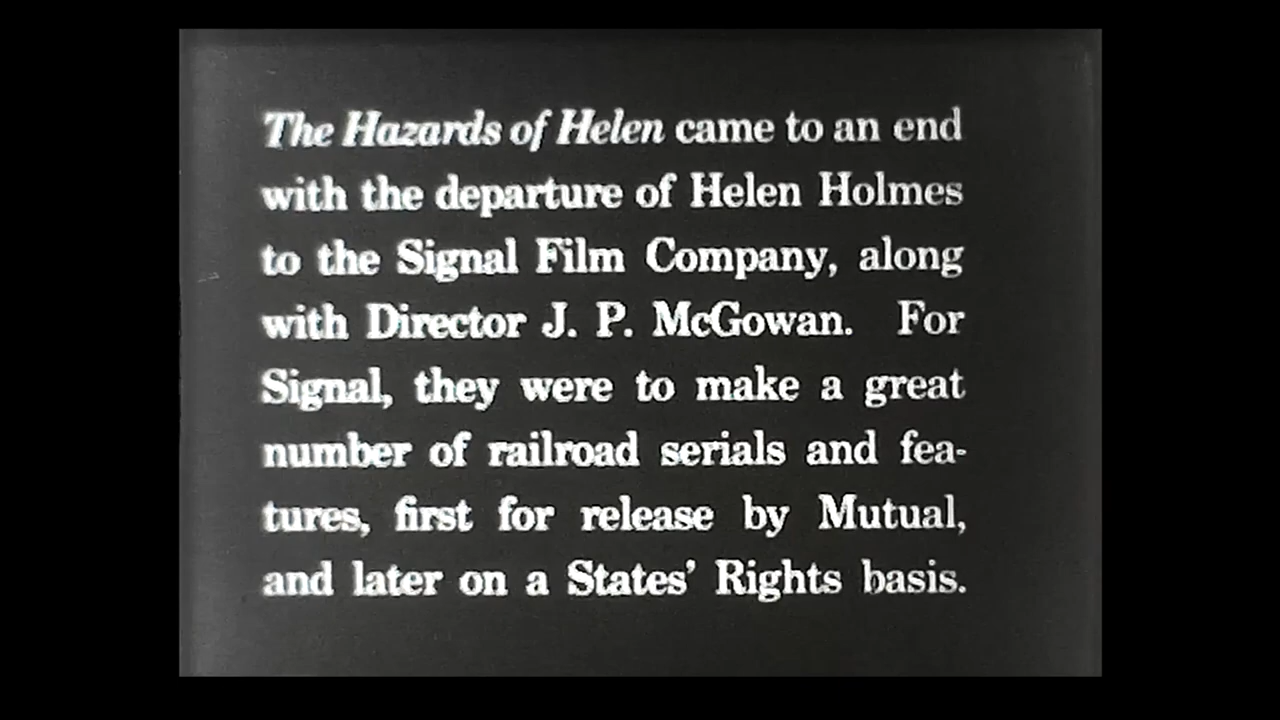 The Hazards of Helen came to an end
with the departure of Helen Holmes
to the Signal Film Company, along
with Director J. P. McGowan. For
Signal, they were to make a great
number of railroad serials and fea-
tures, first for release by Mutual,
and later on a States' Rights basis.